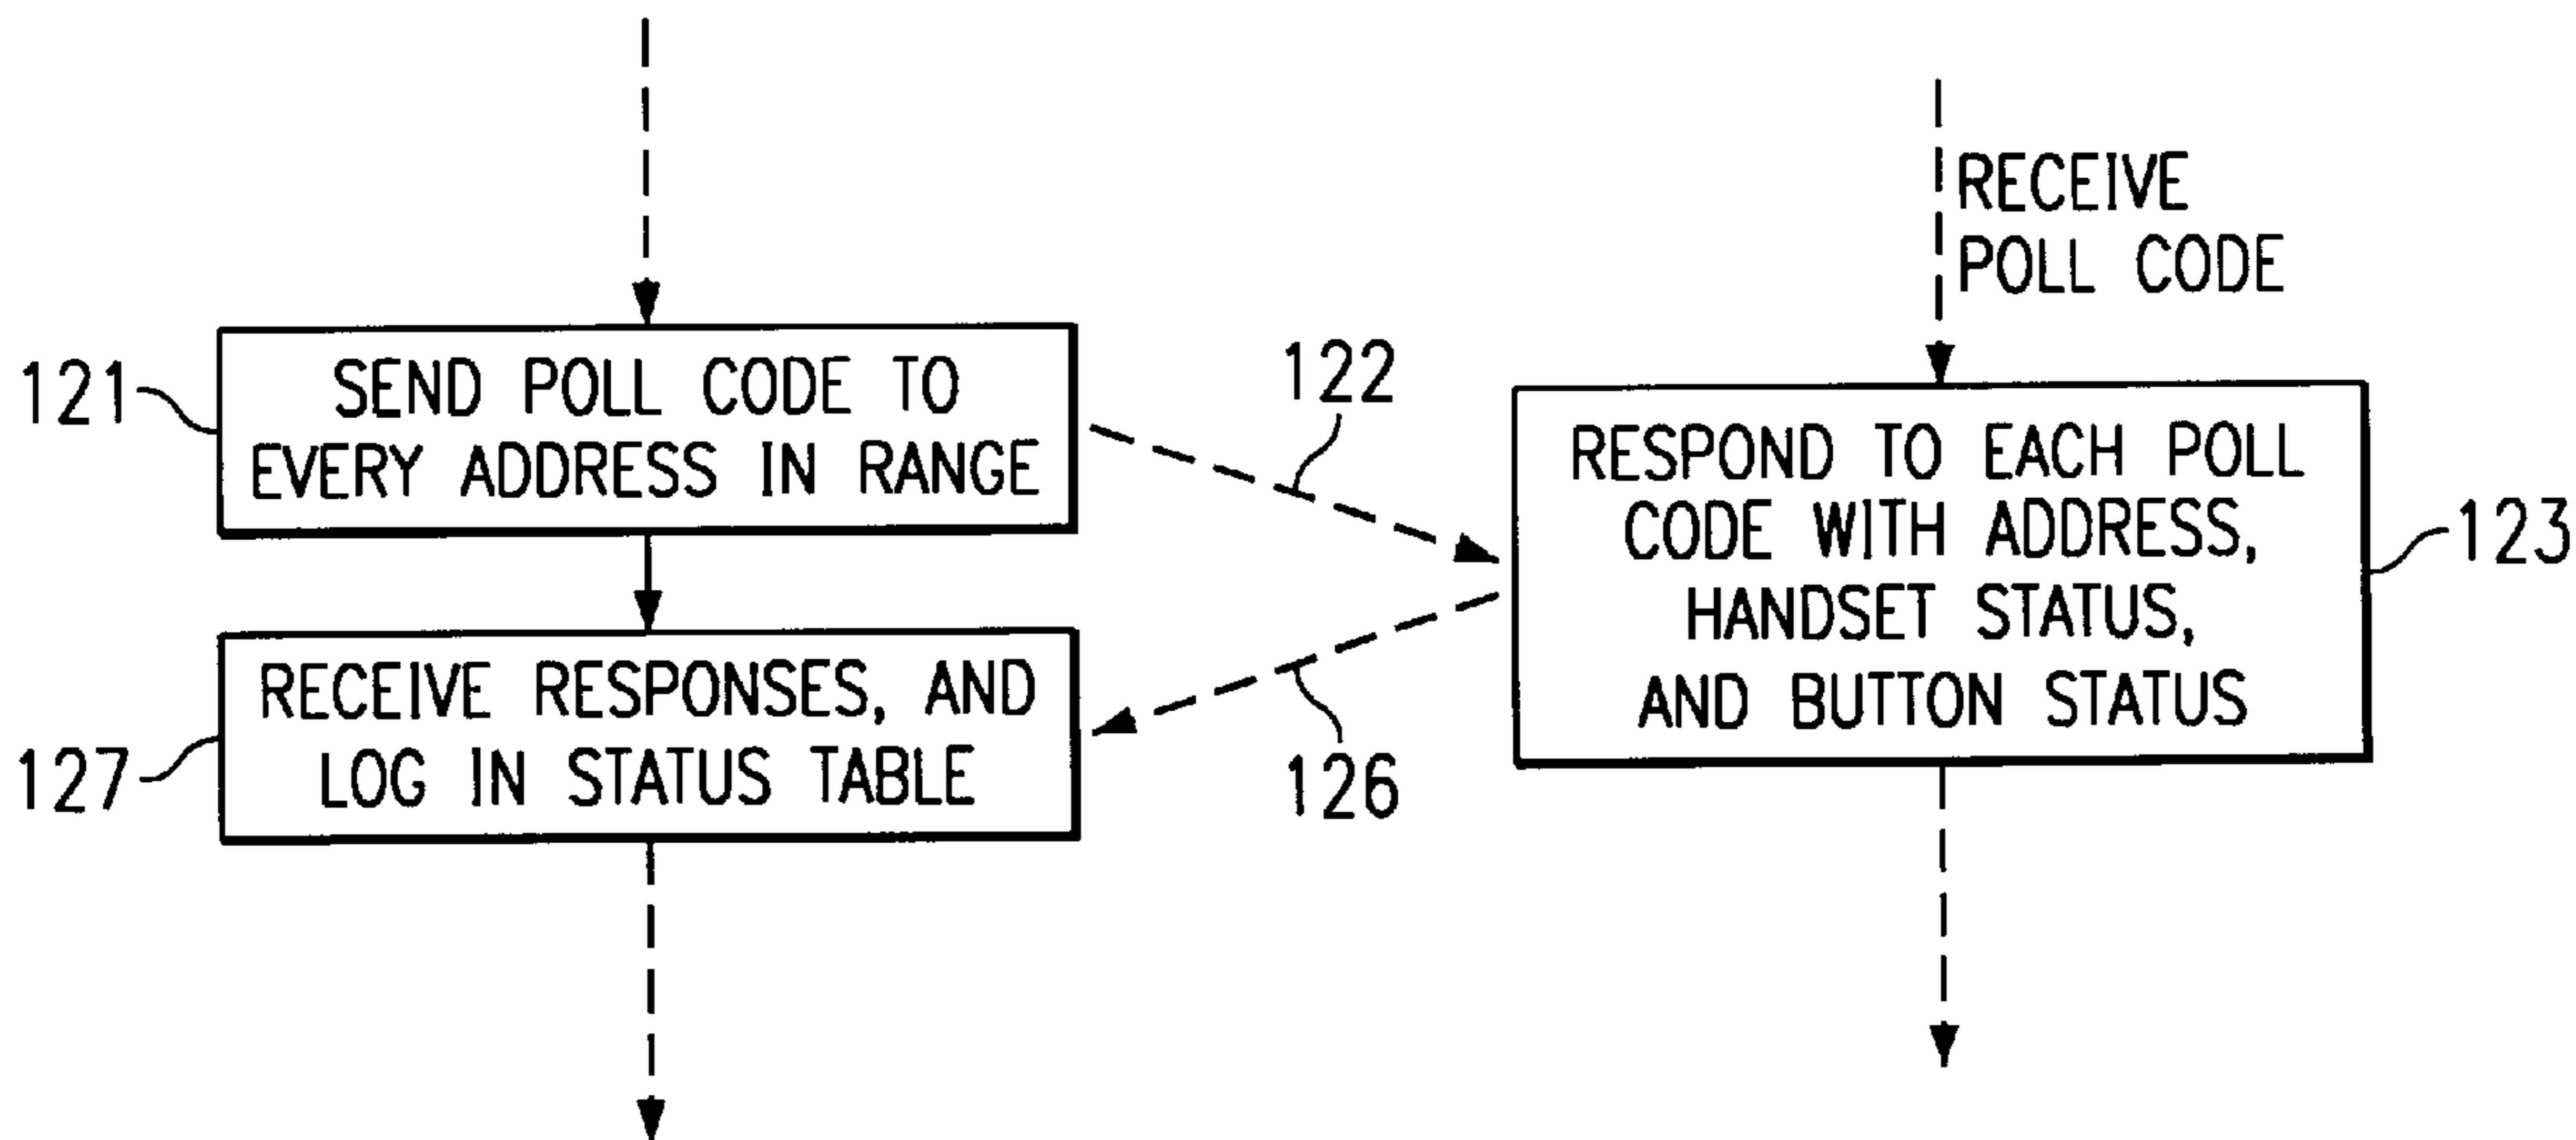 RECEIVE
POLL CODE
121
SEND POLL CODE TO
EVERY ADDRESS IN RANGE
122
RESPOND TO EACH POLL
CODE WITH ADDRESS,
HANDSET STATUS,
AND BUTTON STATUS
123
RECEIVE RESPONSES, AND
LOG IN STATUS TABLE
127
126